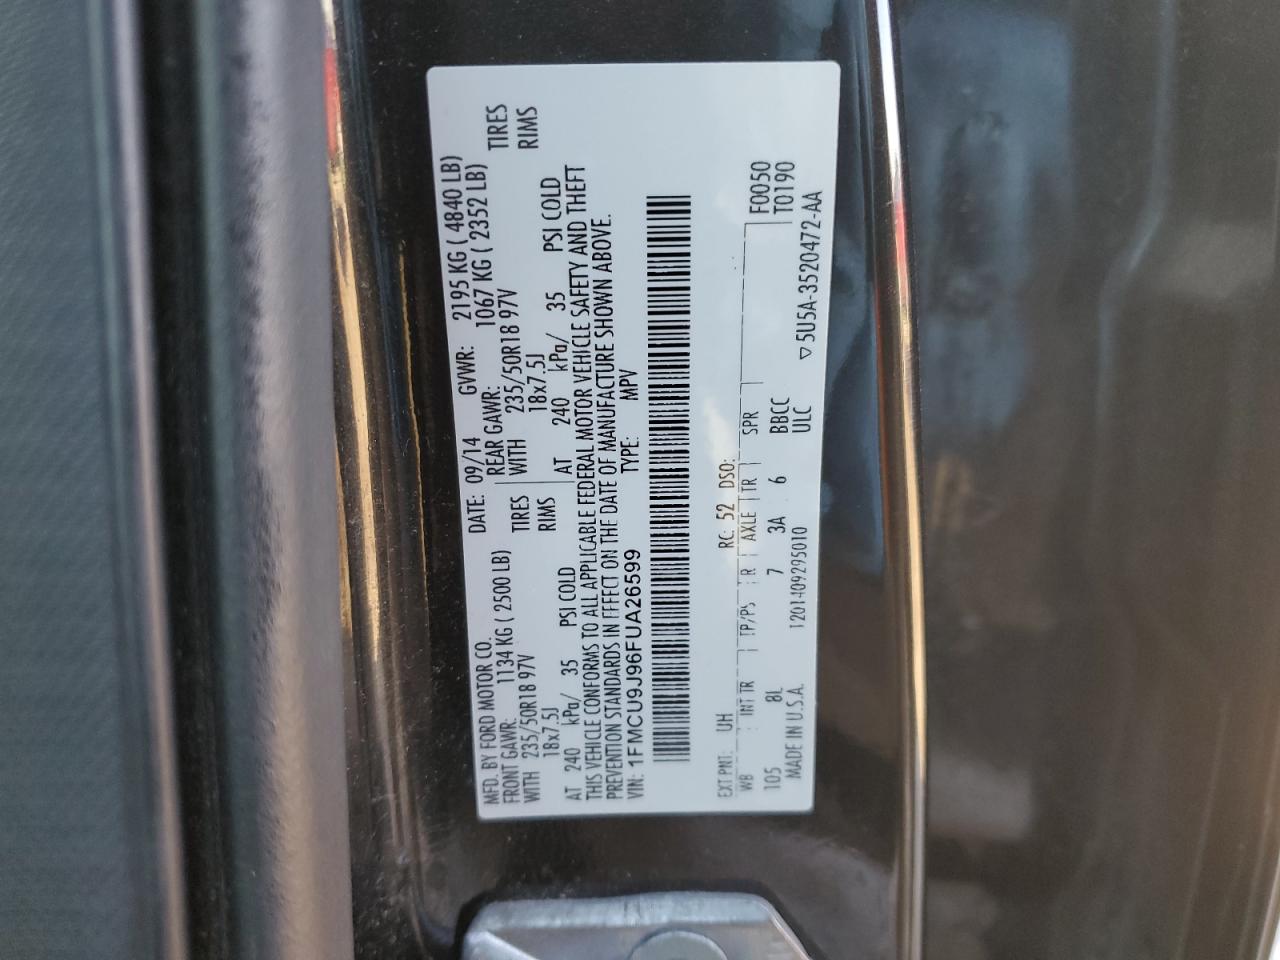 MFD. BY FORD MOTOR CO. DATE: 09/14 GVWR: 2195 KG ( 4840 LB)
FRONT GAWR: 1134 KG ( 2500 LB) REAR GAWR: 1067 KG ( 2352 LB)
WITH 235/50R18 97V TIRES WITH 235/50R18 97V TIRES
18x7.5J RIMS 18x7.5J RIMS
AT 240 kPa/ 35 PSI COLD AT 240 kPa/ 35 PSI COLD
THIS VEHICLE CONFORMS TO ALL APPLICABLE FEDERAL MOTOR VEHICLE SAFETY AND THEFT
PREVENTION STANDARDS IN EFFECT ON THE DATE OF MANUFACTURE SHOWN ABOVE.
VIN: 1FMCU9J96FUA26599 TYPE: MPV
EXT PNT: UH RC: 52 DSO:
WB INT TR TP/PS R AXLE TR SPR F0050
105 8L 7 3A 6 BBCC T0190
MADE IN U.S.A. 1201409295010 ULC ▽ 5U5A-3520472-AA